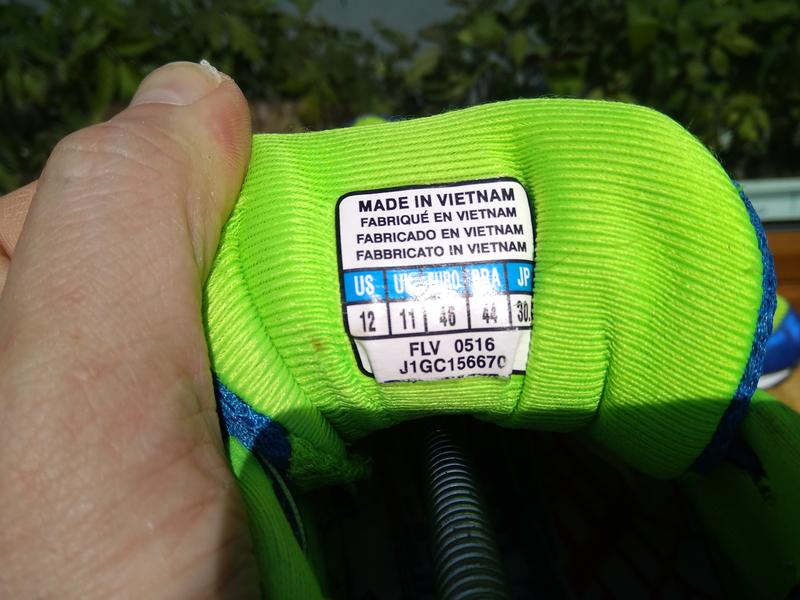 MADE IN VIETNAM
FABRIQUÉ EN VIETNAM
FABRICADO EN VIETNAM
FABBRICATO IN VIETNAM
US UK EURO BRA JP
12 11 46 44
FLV 0516
J1GC156670